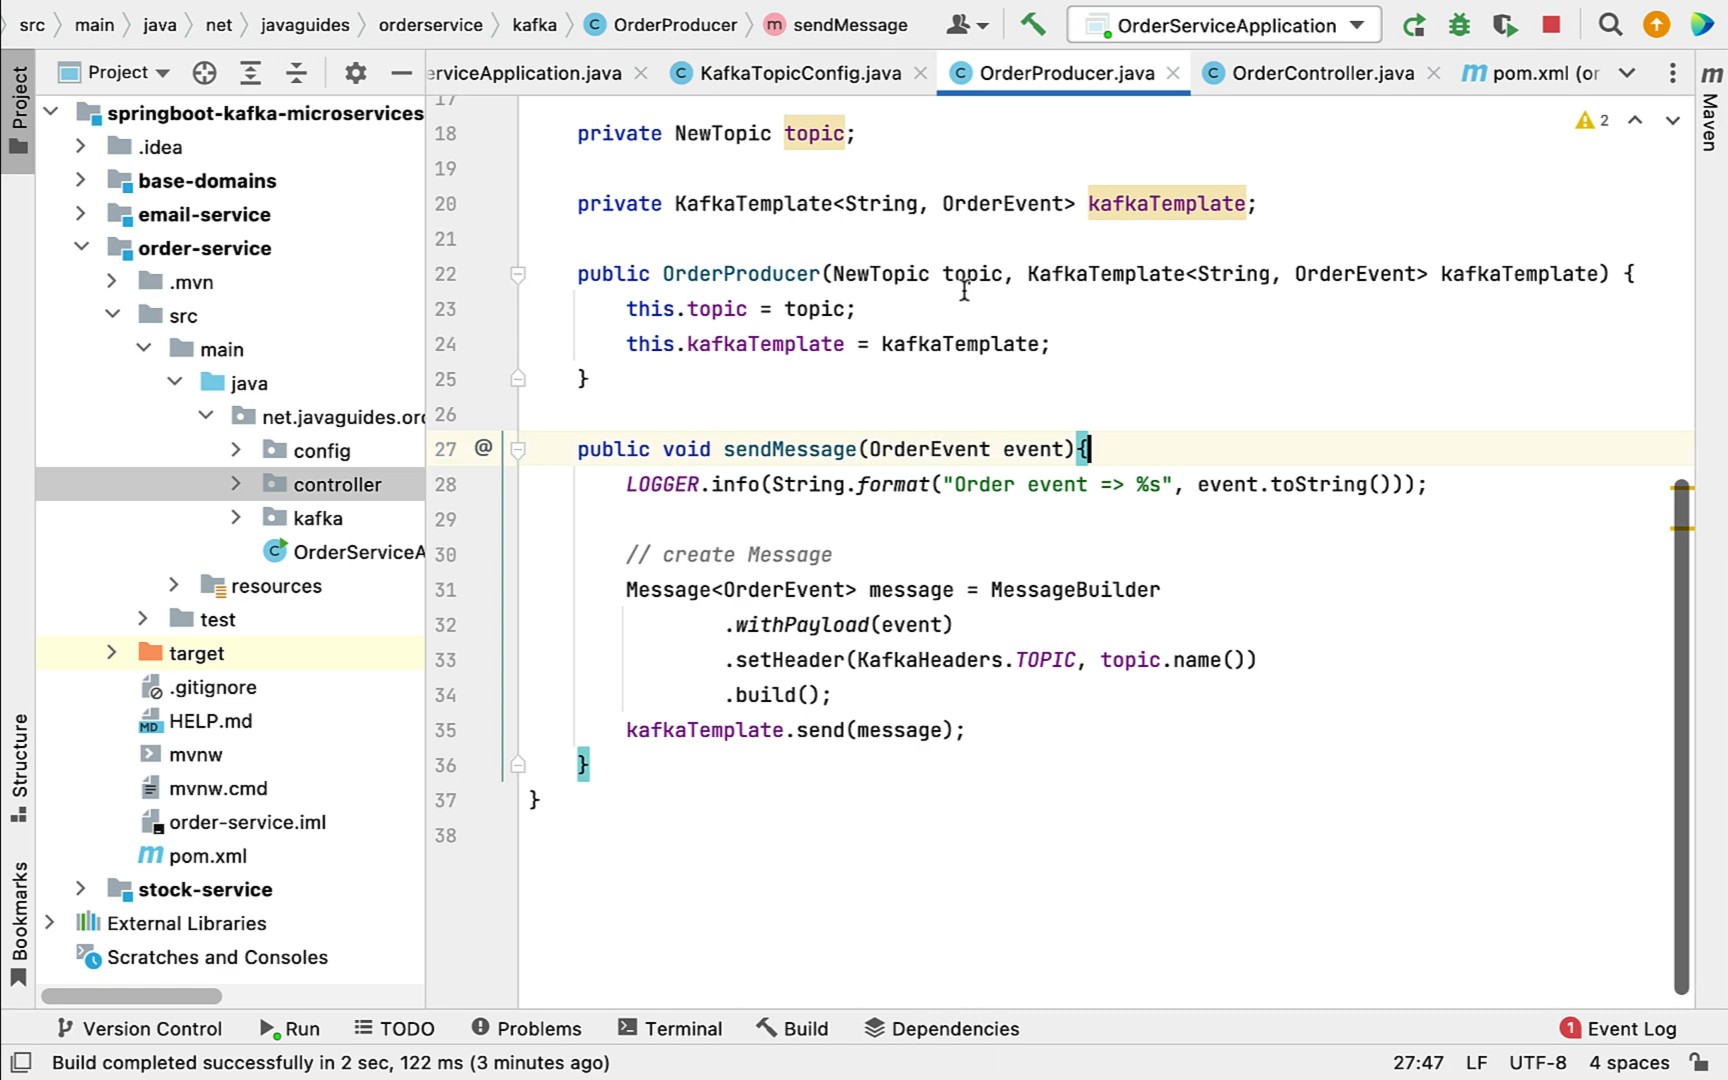 src main java net javaguides orderservice kafka OrderProducer sendMessage OrderServiceApplication
Project
erviceApplication.java KafkaTopicConfig.java OrderProducer.java OrderController.java pom.xml (or
Project
Maven
Structure
Bookmarks
springboot-kafka-microservices
.idea
base-domains
email-service
order-service
.mvn
src
main
java
net.javaguides.ord
config
controller
kafka
OrderServiceA
resources
test
target
.gitignore
HELP.md
mvnw
mvnw.cmd
order-service.iml
pom.xml
stock-service
External Libraries
Scratches and Consoles
2
17
18 private NewTopic topic;
19
20 private KafkaTemplate<String, OrderEvent> kafkaTemplate;
21
22 public OrderProducer(NewTopic topic, KafkaTemplate<String, OrderEvent> kafkaTemplate) {
23 this.topic = topic;
24 this.kafkaTemplate = kafkaTemplate;
25 }
26
27 @ public void sendMessage(OrderEvent event){
28 LOGGER.info(String.format("Order event => %s", event.toString()));
29
30 // create Message
31 Message<OrderEvent> message = MessageBuilder
32 .withPayload(event)
33 .setHeader(KafkaHeaders.TOPIC, topic.name())
34 .build();
35 kafkaTemplate.send(message);
36 }
37 }
38
Version Control Run TODO Problems Terminal Build Dependencies 1 Event Log
Build completed successfully in 2 sec, 122 ms (3 minutes ago) 27:47 LF UTF-8 4 spaces